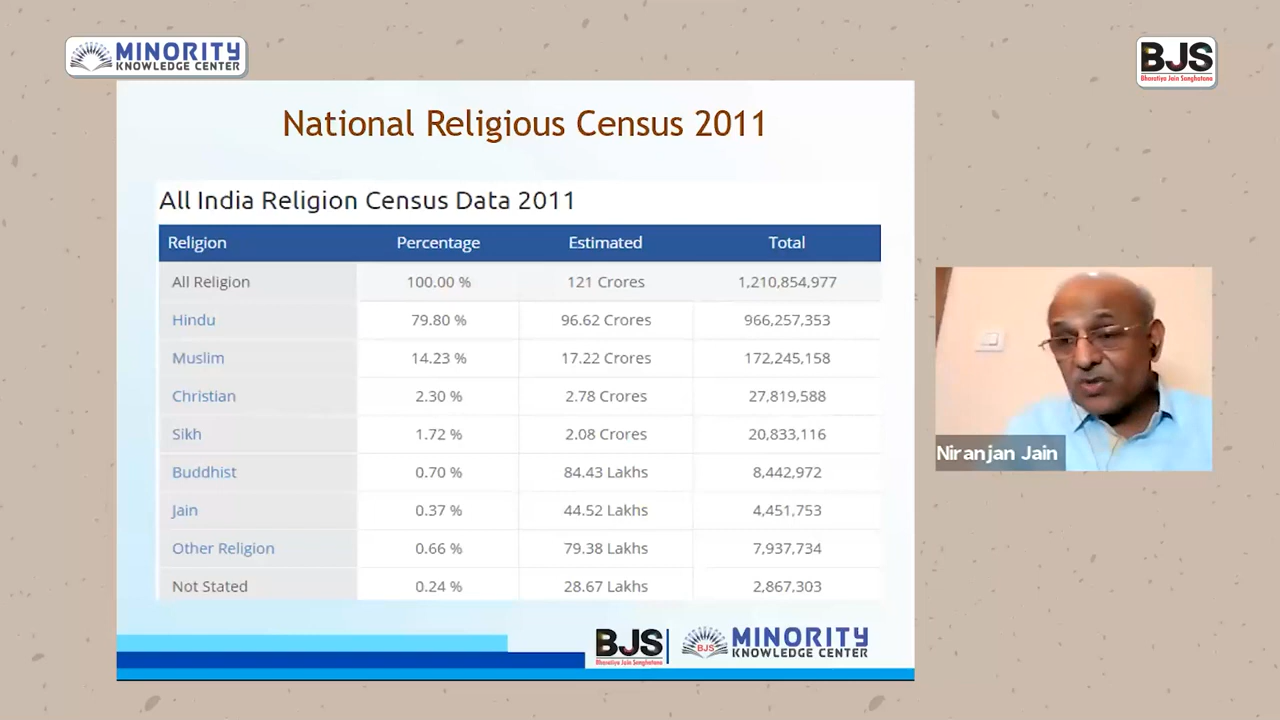 MINORITY
KNOWLEDGE CENTER
BJS
Bharatiya Jain Sanghatana
National Religious Census 2011
All India Religion Census Data 2011
Religion Percentage Estimated Total
All Religion 100.00 % 121 Crores 1,210,854,977
Hindu 79.80 % 96.62 Crores 966,257,353
Muslim 14.23 % 17.22 Crores 172,245,158
Christian 2.30 % 2.78 Crores 27,819,588
Sikh 1.72 % 2.08 Crores 20,833,116
Buddhist 0.70 % 84.43 Lakhs 8,442,972
Jain 0.37 % 44.52 Lakhs 4,451,753
Other Religion 0.66 % 79.38 Lakhs 7,937,734
Not Stated 0.24 % 28.67 Lakhs 2,867,303
Niranjan Jain
BJS
Bharatiya Jain Sanghatana
BJS
MINORITY
KNOWLEDGE CENTER